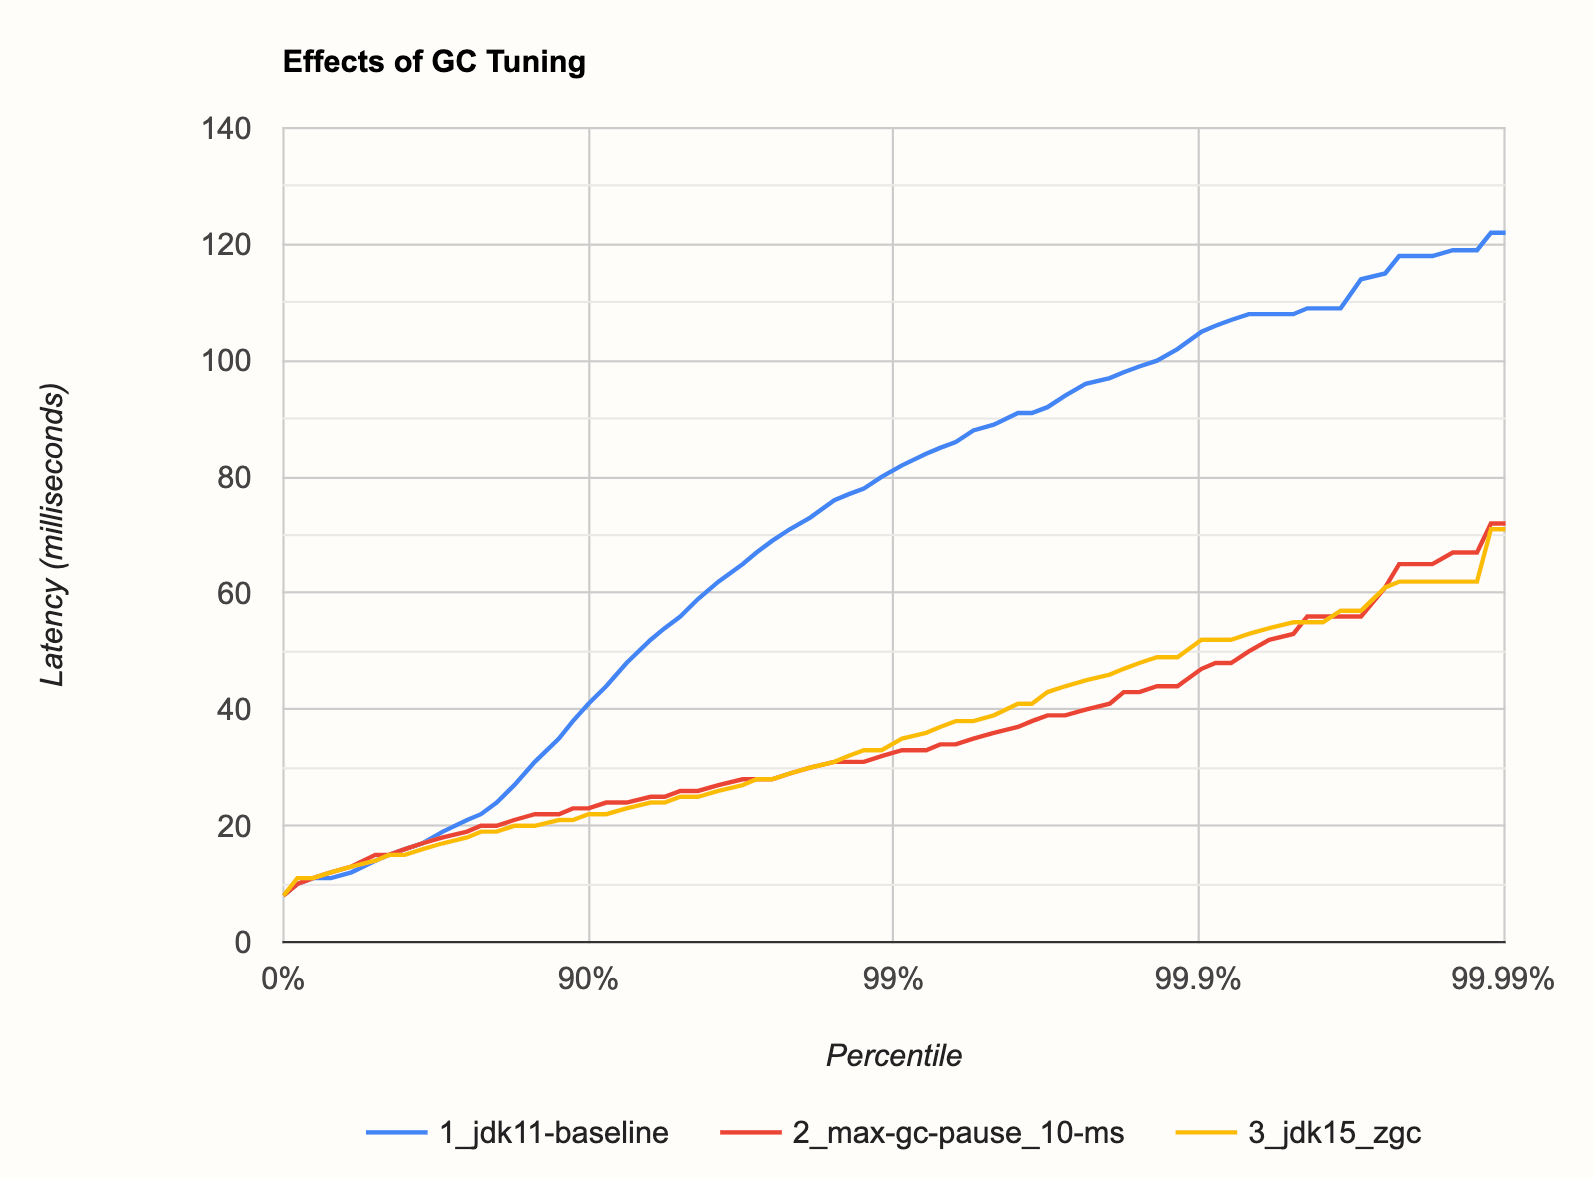 Effects of GC Tuning
140
120
100
80
60
40
20
0
Latency (milliseconds)
0% 90% 99% 99.9% 99.99%
Percentile
1_jdk11-baseline 2_max-gc-pause_10-ms 3_jdk15_zgc